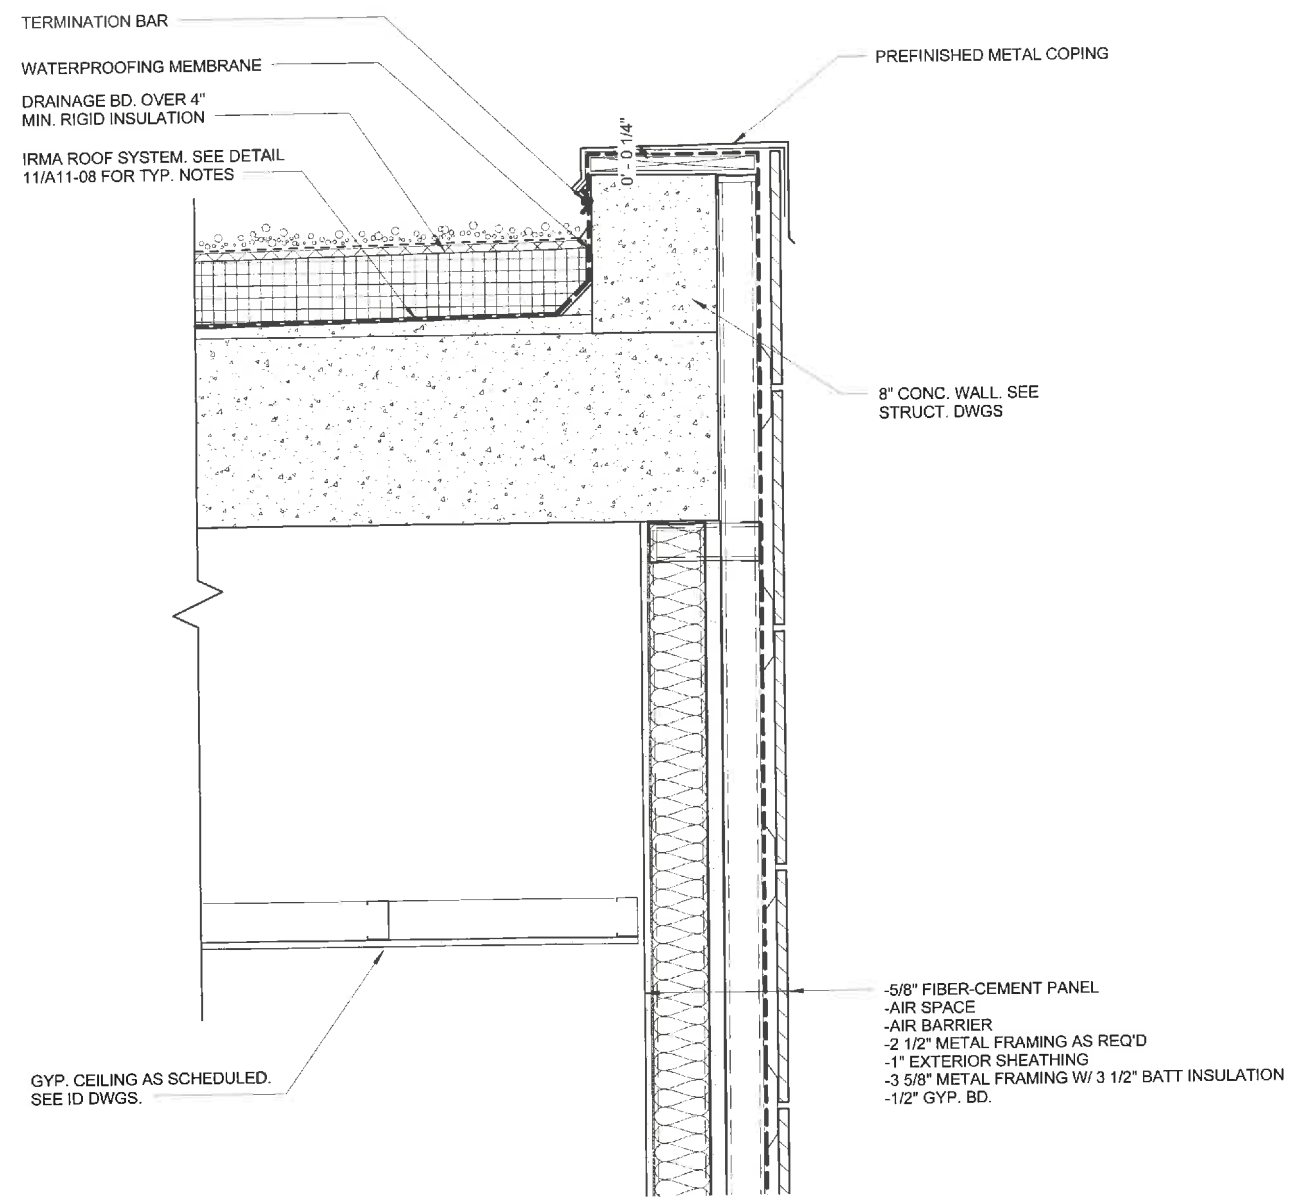 TERMINATION BAR
WATERPROOFING MEMBRANE
DRAINAGE BD. OVER 4"
MIN. RIGID INSULATION
IRMA ROOF SYSTEM. SEE DETAIL
11/A11-08 FOR TYP. NOTES
0' - 0 1/4"
PREFINISHED METAL COPING
8" CONC. WALL. SEE
STRUCT. DWGS
GYP. CEILING AS SCHEDULED.
SEE ID DWGS.
-5/8" FIBER-CEMENT PANEL
-AIR SPACE
-AIR BARRIER
-2 1/2" METAL FRAMING AS REQ'D
-1" EXTERIOR SHEATHING
-3 5/8" METAL FRAMING W/ 3 1/2" BATT INSULATION
-1/2" GYP. BD.